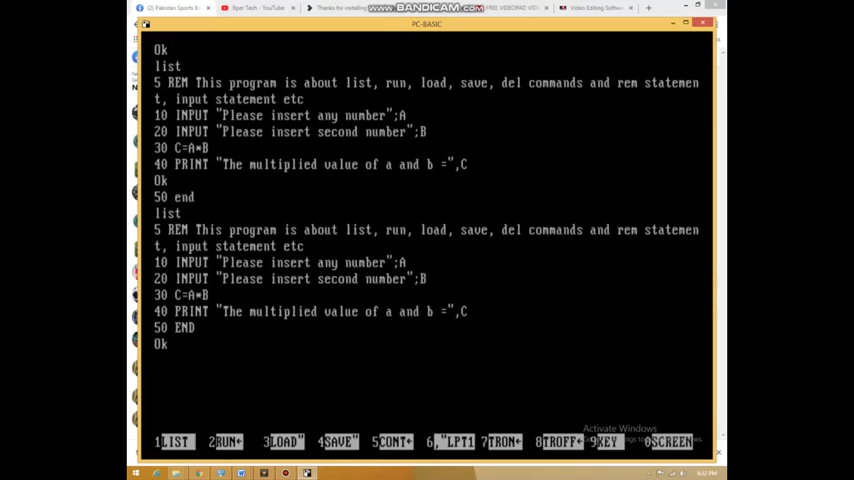 Pakistan Sports B
Xper Tech - YouTube
Thanks for installing
WWW.BANDICAM.COM
FREE VIDEOPAD VID
Video Editing Softw
PC-BASIC
Ok
list
5 REM This program is about list, run, load, save, del commands and rem statemen
t, input statement etc
10 INPUT "Please insert any number";A
20 INPUT "Please insert second number";B
30 C=A*B
40 PRINT "The multiplied value of a and b =",C
Ok
50 end
list
5 REM This program is about list, run, load, save, del commands and rem statemen
t, input statement etc
10 INPUT "Please insert any number";A
20 INPUT "Please insert second number";B
30 C=A*B
40 PRINT "The multiplied value of a and b =",C
50 END
Ok
Activate Windows
1LIST 2RUN← 3LOAD" 4SAVE" 5CONT← 6,"LPT1 7TRON← 8TROFF← 9KEY 0SCREEN
6:32 PM